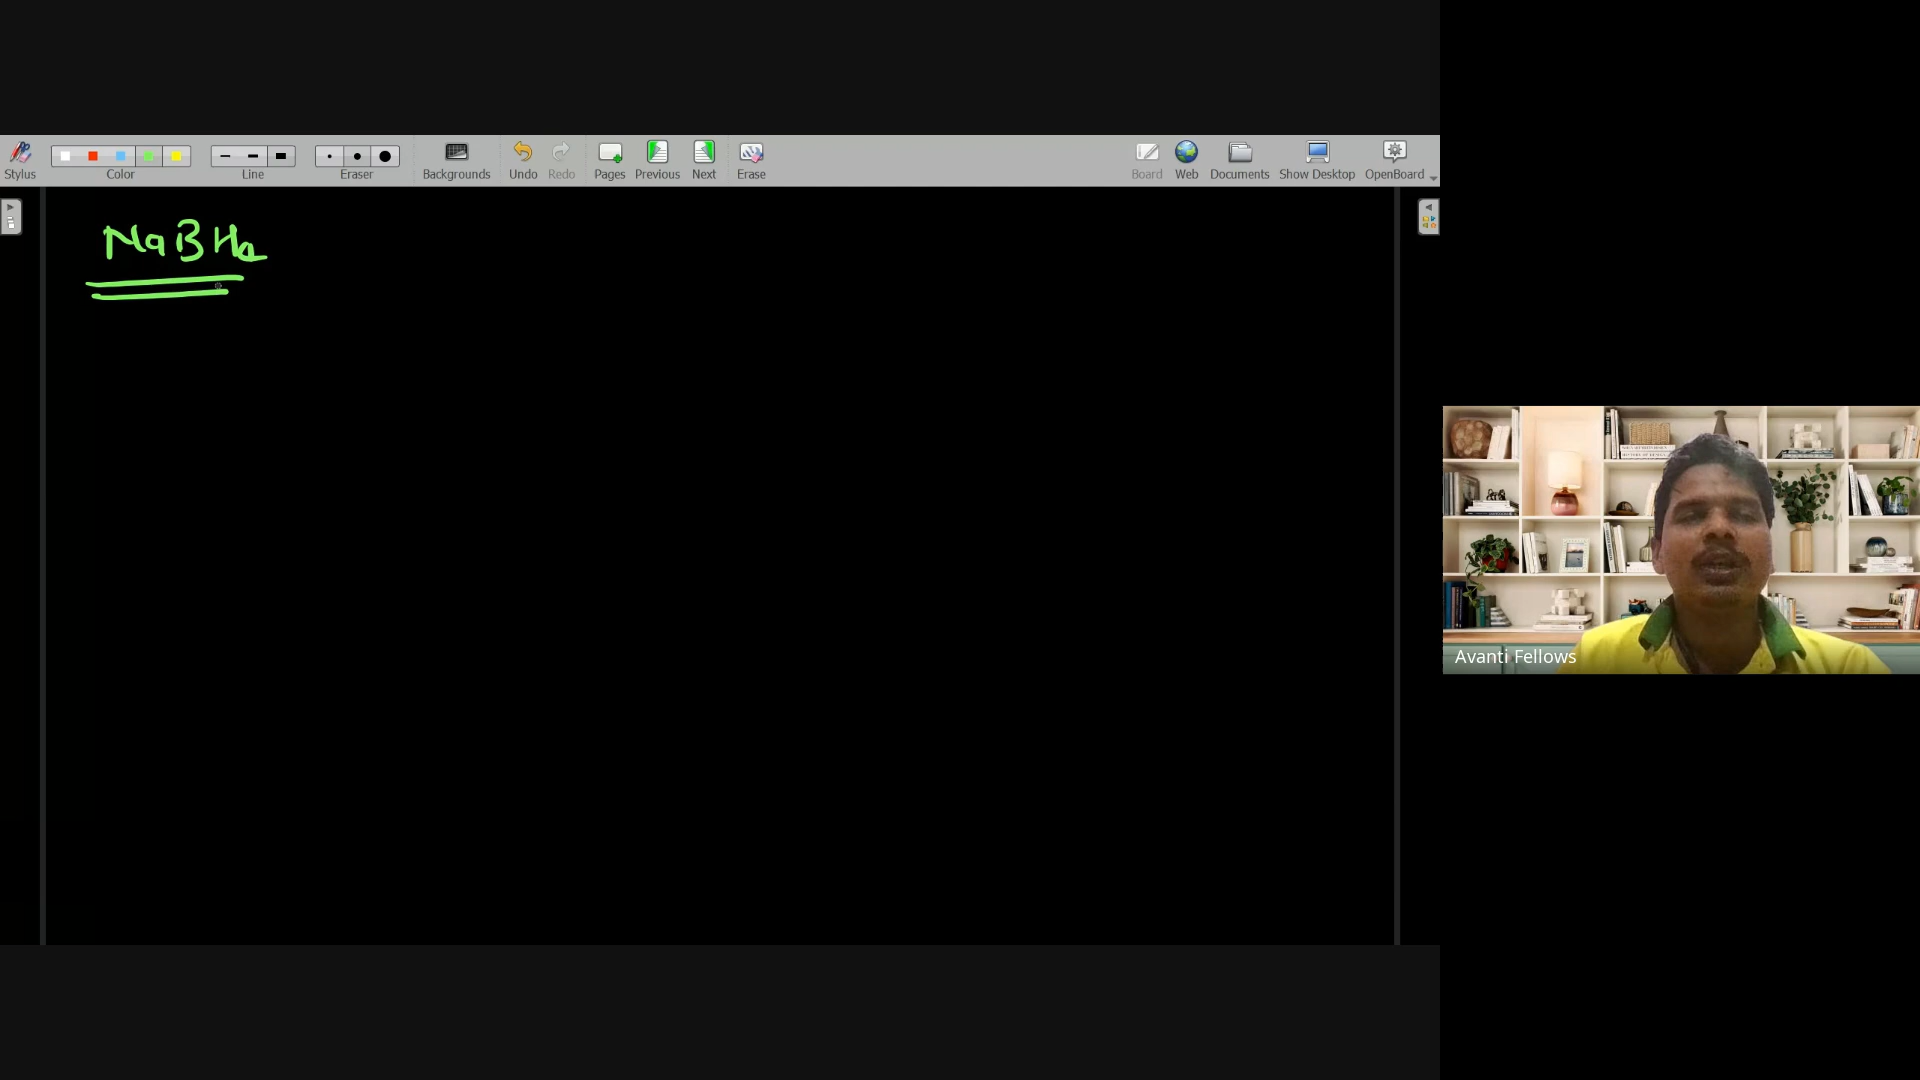 Stylus Color Line Eraser Backgrounds Undo Redo Pages Previous Next Erase Board Web Documents Show Desktop OpenBoard
NaBH4
Avanti Fellows